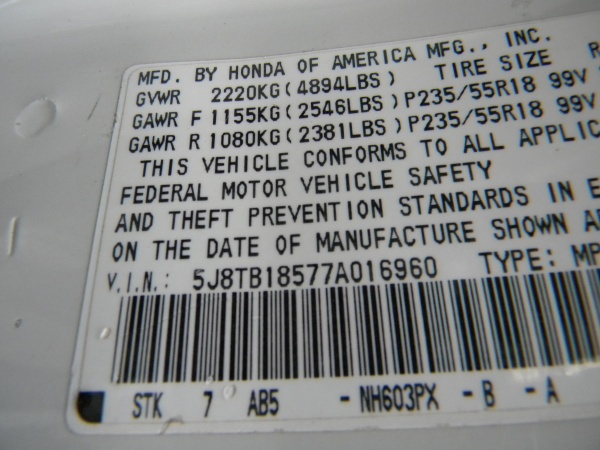 MFD. BY HONDA OF AMERICA MFG., INC.
GVWR 2220KG(4894LBS) TIRE SIZE
GAWR F 1155KG(2546LBS)P235/55R18 99V
GAWR R 1080KG(2381LBS)P235/55R18 99V
THIS VEHICLE CONFORMS TO ALL
FEDERAL MOTOR VEHICLE SAFETY
AND THEFT PREVENTION STANDARDS IN
ON THE DATE OF MANUFACTURE SHOWN
V.I.N.: 5J8TB18577A016960 TYPE: MP
STK 7 AB5 - NH603PX - B - A